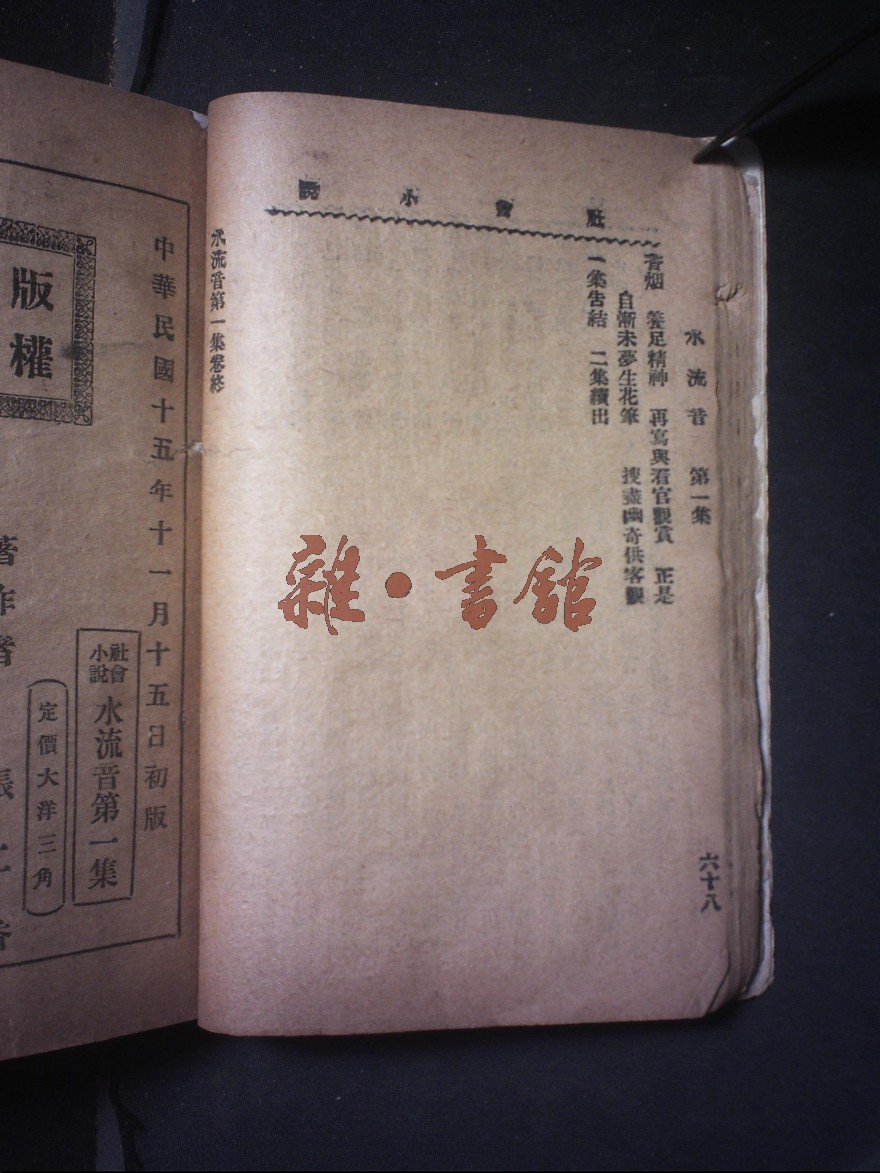 社會小說
水流音 第一集
香烟 養足精神 再寫與看官觀賞 正是
自漸未夢生花筆 搜盡幽奇供客觀
一集告結 二集續出
水流音第一集卷終
六十八
雜•書館
中華民國十五年十一月十五日初版
社會小說 水流音第一集
定價大洋三角
版權
著作者 張